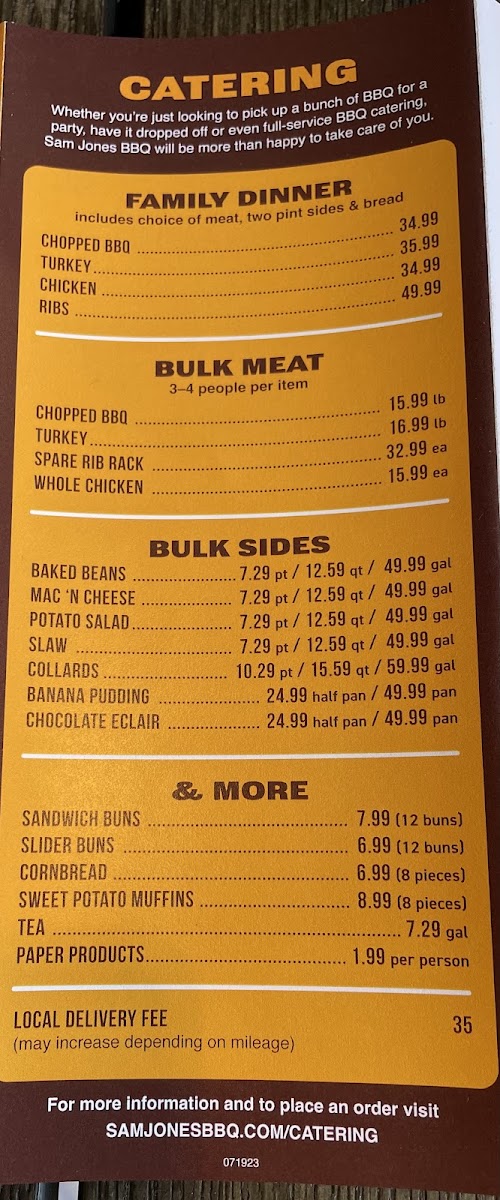 CATERING
Whether you're just looking to pick up a bunch of BBQ for a
party, have it dropped off or even full-service BBQ catering,
Sam Jones BBQ will be more than happy to take care of you.
FAMILY DINNER
includes choice of meat, two pint sides & bread
CHOPPED BBQ 34.99
TURKEY 35.99
CHICKEN 34.99
RIBS 49.99
BULK MEAT
3–4 people per item
CHOPPED BBQ 15.99 lb
TURKEY 16.99 lb
SPARE RIB RACK 32.99 ea
WHOLE CHICKEN 15.99 ea
BULK SIDES
BAKED BEANS 7.29 pt / 12.59 qt / 49.99 gal
MAC 'N CHEESE 7.29 pt / 12.59 qt / 49.99 gal
POTATO SALAD 7.29 pt / 12.59 qt / 49.99 gal
SLAW 7.29 pt / 12.59 qt / 49.99 gal
COLLARDS 10.29 pt / 15.59 qt / 59.99 gal
BANANA PUDDING 24.99 half pan / 49.99 pan
CHOCOLATE ECLAIR 24.99 half pan / 49.99 pan
& MORE
SANDWICH BUNS 7.99 (12 buns)
SLIDER BUNS 6.99 (12 buns)
CORNBREAD 6.99 (8 pieces)
SWEET POTATO MUFFINS 8.99 (8 pieces)
TEA 7.29 gal
PAPER PRODUCTS 1.99 per person
LOCAL DELIVERY FEE 35
(may increase depending on mileage)
For more information and to place an order visit
SAMJONESBBQ.COM/CATERING
071923